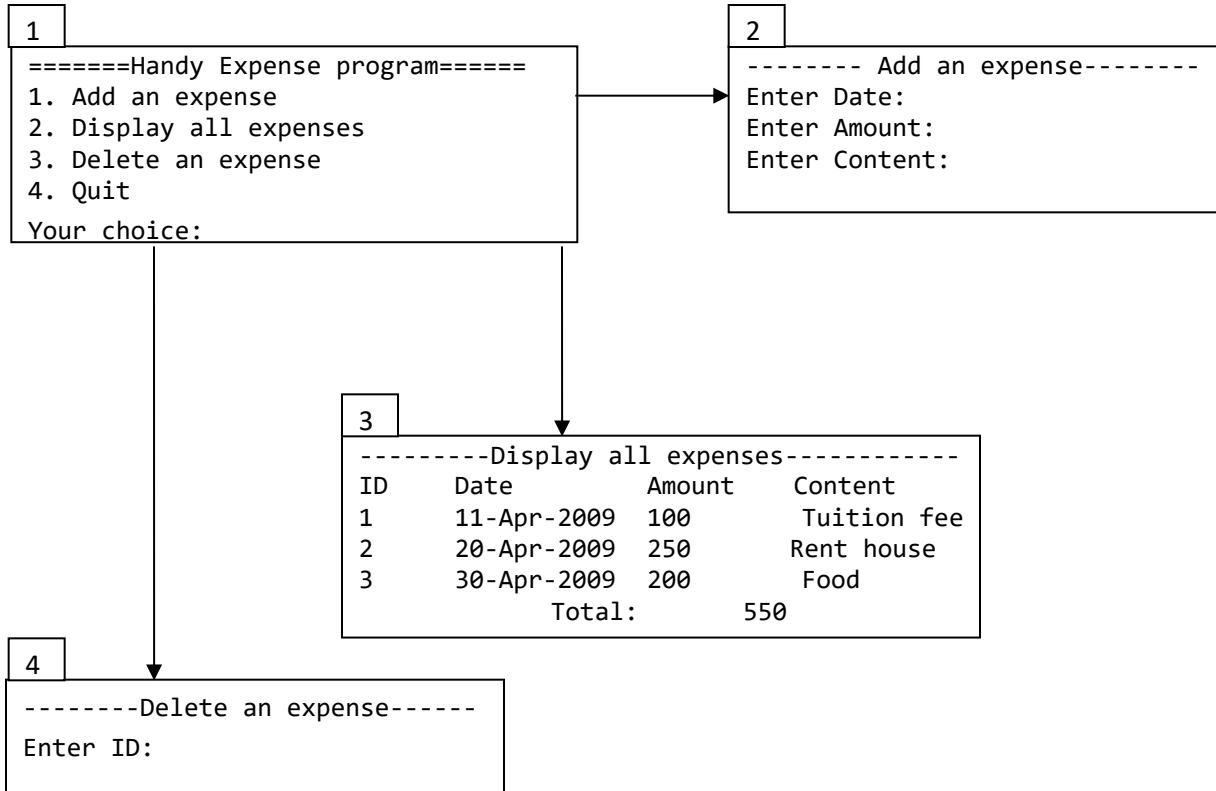 1
=======Handy Expense program======
1. Add an expense
2. Display all expenses
3. Delete an expense
4. Quit
Your choice:
2
-------- Add an expense--------
Enter Date:
Enter Amount:
Enter Content:
3
---------Display all expenses------------
ID Date Amount Content
1 11-Apr-2009 100 Tuition fee
2 20-Apr-2009 250 Rent house
3 30-Apr-2009 200 Food
Total: 550
4
--------Delete an expense------
Enter ID: